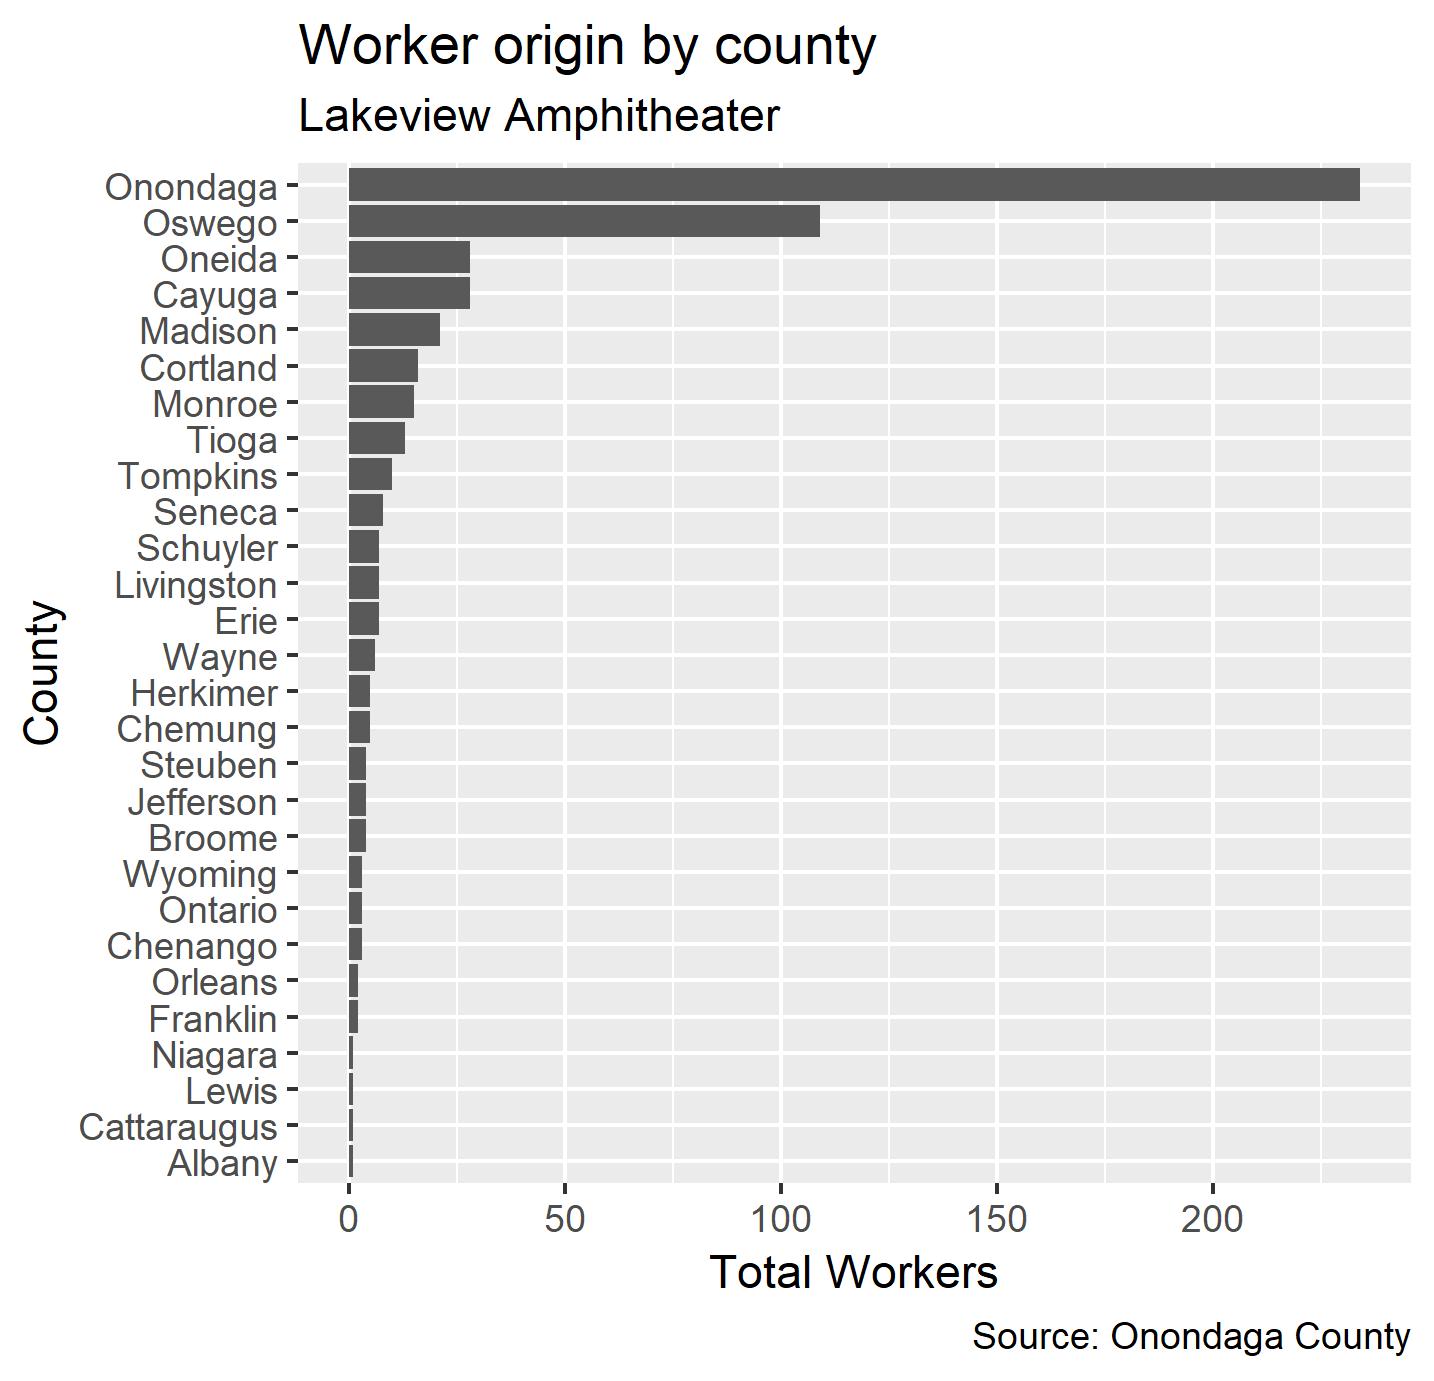 Worker origin by county
Lakeview Amphitheater
County
Onondaga
Oswego
Oneida
Cayuga
Madison
Cortland
Monroe
Tioga
Tompkins
Seneca
Schuyler
Livingston
Erie
Wayne
Herkimer
Chemung
Steuben
Jefferson
Broome
Wyoming
Ontario
Chenango
Orleans
Franklin
Niagara
Lewis
Cattaraugus
Albany
0 50 100 150 200
Total Workers
Source: Onondaga County